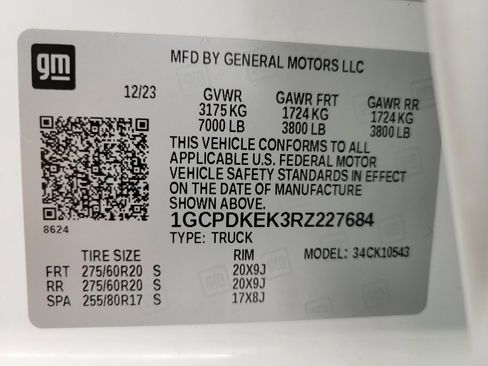 gm
MFD BY GENERAL MOTORS LLC
12/23 GVWR GAWR FRT GAWR RR
3175 KG 1724 KG 1724 KG
7000 LB 3800 LB 3800 LB
THIS VEHICLE CONFORMS TO ALL
APPLICABLE U.S. FEDERAL MOTOR
VEHICLE SAFETY STANDARDS IN EFFECT
ON THE DATE OF MANUFACTURE
SHOWN ABOVE.
8624
1GCPDKEK3RZ227684
TYPE: TRUCK MODEL: 34CK10543
TIRE SIZE RIM
FRT 275/60R20 S 20X9J
RR 275/60R20 S 20X9J
SPA 255/80R17 S 17X8J